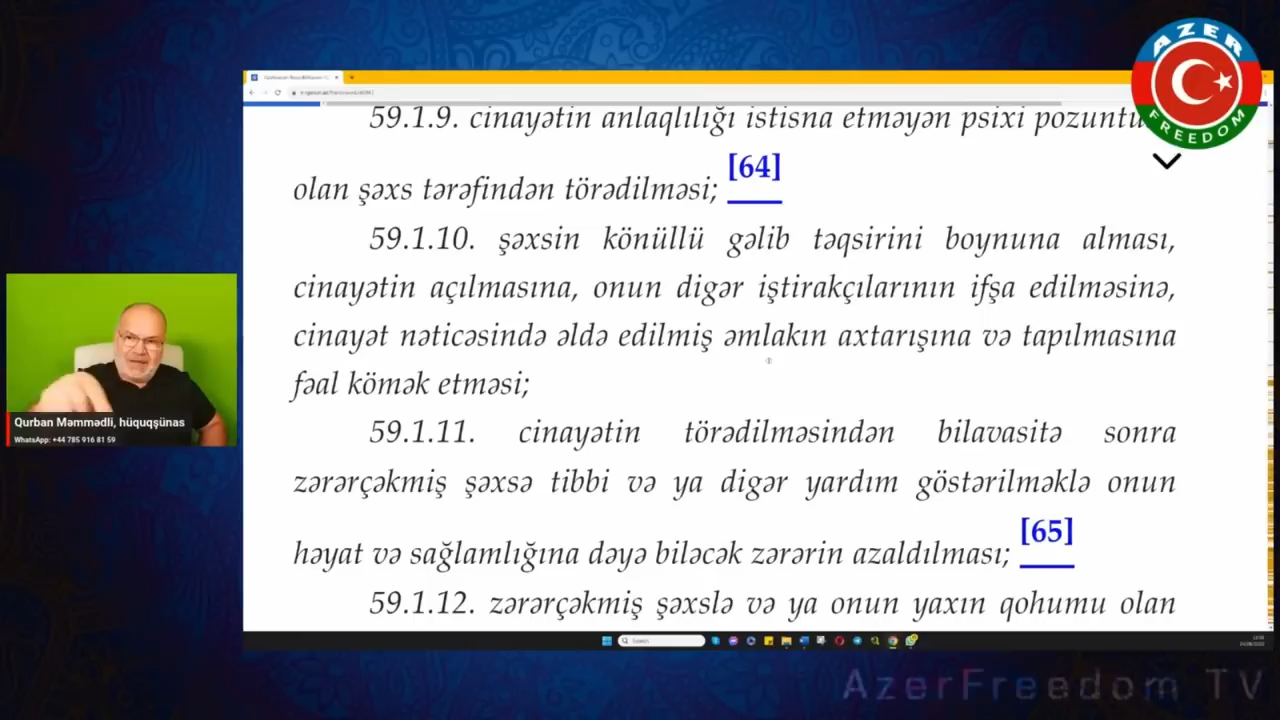 AZER
FREEDOM
59.1.9. cinayətin anlaqlılığı istisna etməyən psixi
olan şəxs tərəfindən törədilməsi; [64]
59.1.10. şəxsin könüllü gəlib təqsirini boynuna alması,
cinayətin açılmasına, onun digər iştirakçılarının ifşa edilməsinə,
cinayət nəticəsində əldə edilmiş əmlakın axtarışına və tapılmasına
fəal kömək etməsi;
59.1.11. cinayətin törədilməsindən bilavasitə sonra
zərərçəkmiş şəxsə tibbi və ya digər yardım göstərilməklə onun
həyat və sağlamlığına dəyə biləcək zərərin azaldılması; [65]
59.1.12. zərərçəkmiş şəxslə və ya onun yaxın qohumu olan
Qurban Məmmədli, hüquqşünas
WhatsApp: +44 785 916 81 59
Search
AzerFreedom TV